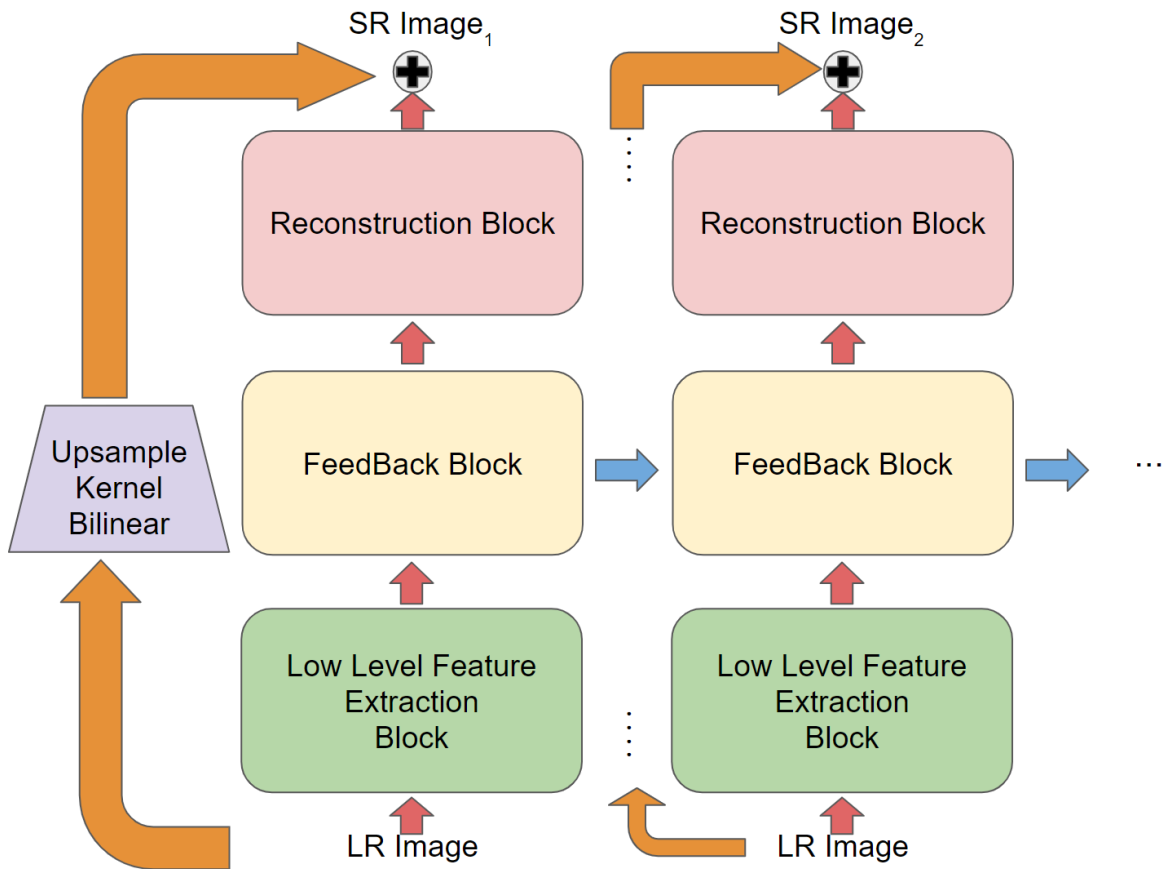 SR Image1
SR Image2
Reconstruction Block
Reconstruction Block
Upsample
Kernel
Bilinear
FeedBack Block
FeedBack Block
...
Low Level Feature
Extraction
Block
Low Level Feature
Extraction
Block
LR Image
LR Image